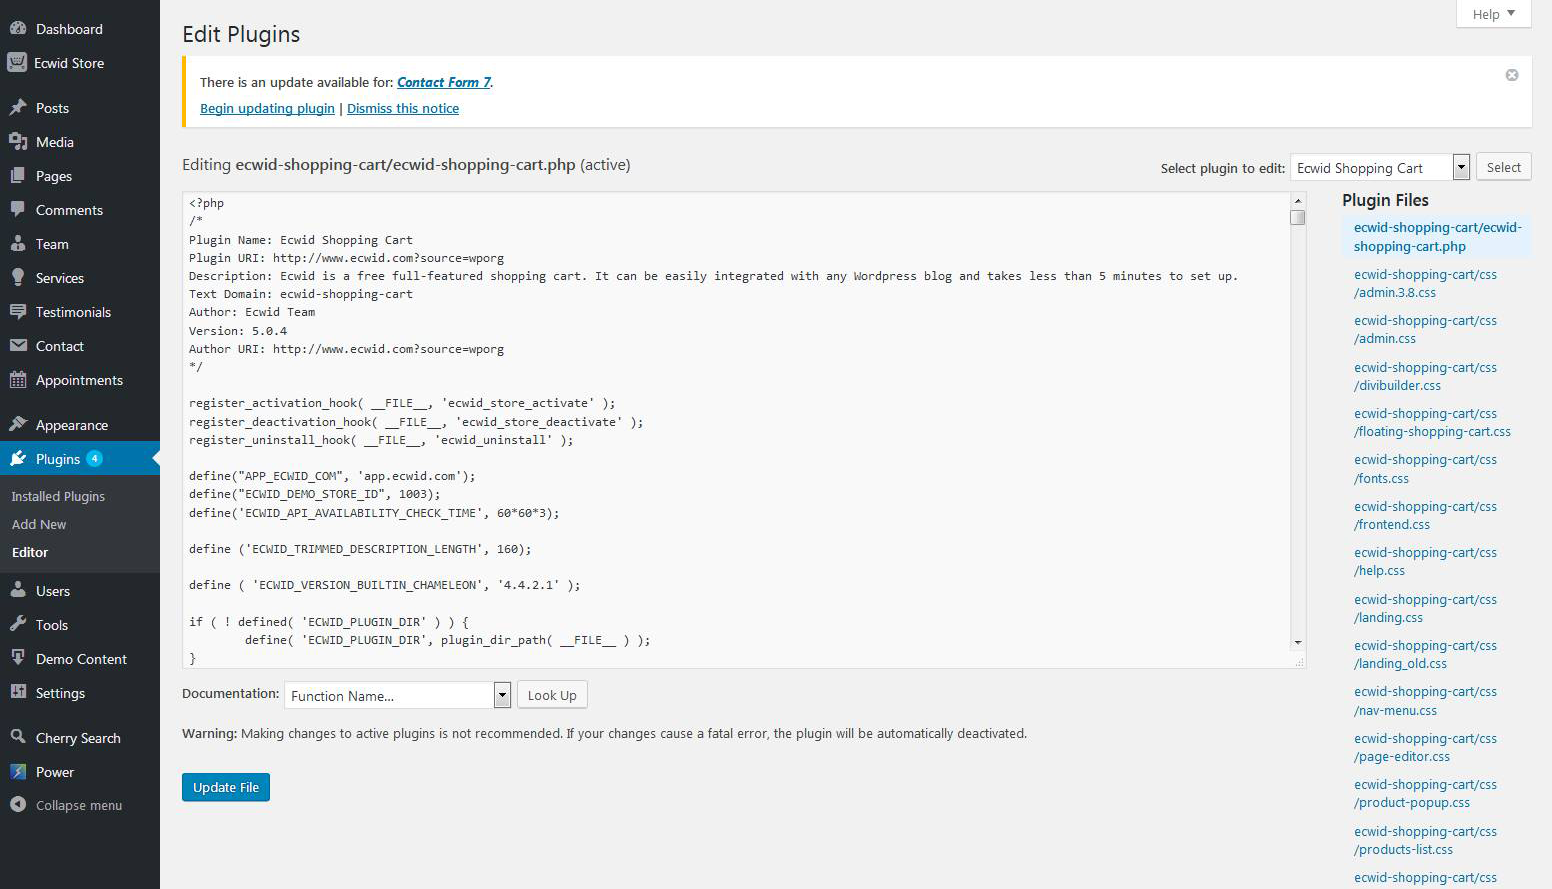 Dashboard
Ecwid Store
Posts
Media
Pages
Comments
Team
Services
Testimonials
Contact
Appointments
Appearance
Plugins 4
Installed Plugins
Add New
Editor
Users
Tools
Demo Content
Settings
Cherry Search
Power
Collapse menu
Help
Edit Plugins
There is an update available for: Contact Form 7.
Begin updating plugin | Dismiss this notice
Editing ecwid-shopping-cart/ecwid-shopping-cart.php (active)
Select plugin to edit: Ecwid Shopping Cart Select
<?php
/*
Plugin Name: Ecwid Shopping Cart
Plugin URI: http://www.ecwid.com?source=wporg
Description: Ecwid is a free full-featured shopping cart. It can be easily integrated with any Wordpress blog and takes less than 5 minutes to set up.
Text Domain: ecwid-shopping-cart
Author: Ecwid Team
Version: 5.0.4
Author URI: http://www.ecwid.com?source=wporg
*/
register_activation_hook( __FILE__, 'ecwid_store_activate' );
register_deactivation_hook( __FILE__, 'ecwid_store_deactivate' );
register_uninstall_hook( __FILE__, 'ecwid_uninstall' );
define("APP_ECWID_COM", 'app.ecwid.com');
define("ECWID_DEMO_STORE_ID", 1003);
define('ECWID_API_AVAILABILITY_CHECK_TIME', 60*60*3);
define ('ECWID_TRIMMED_DESCRIPTION_LENGTH', 160);
define ( 'ECWID_VERSION_BUILTIN_CHAMELEON', '4.4.2.1' );
if ( ! defined( 'ECWID_PLUGIN_DIR' ) ) {
define( 'ECWID_PLUGIN_DIR', plugin_dir_path( __FILE__ ) );
}
Documentation: Function Name... Look Up
Warning: Making changes to active plugins is not recommended. If your changes cause a fatal error, the plugin will be automatically deactivated.
Update File
Plugin Files
ecwid-shopping-cart/ecwid-
shopping-cart.php
ecwid-shopping-cart/css
/admin.3.8.css
ecwid-shopping-cart/css
/admin.css
ecwid-shopping-cart/css
/divibuilder.css
ecwid-shopping-cart/css
/floating-shopping-cart.css
ecwid-shopping-cart/css
/fonts.css
ecwid-shopping-cart/css
/frontend.css
ecwid-shopping-cart/css
/help.css
ecwid-shopping-cart/css
/landing.css
ecwid-shopping-cart/css
/landing_old.css
ecwid-shopping-cart/css
/nav-menu.css
ecwid-shopping-cart/css
/page-editor.css
ecwid-shopping-cart/css
/product-popup.css
ecwid-shopping-cart/css
/products-list.css
ecwid-shopping-cart/css